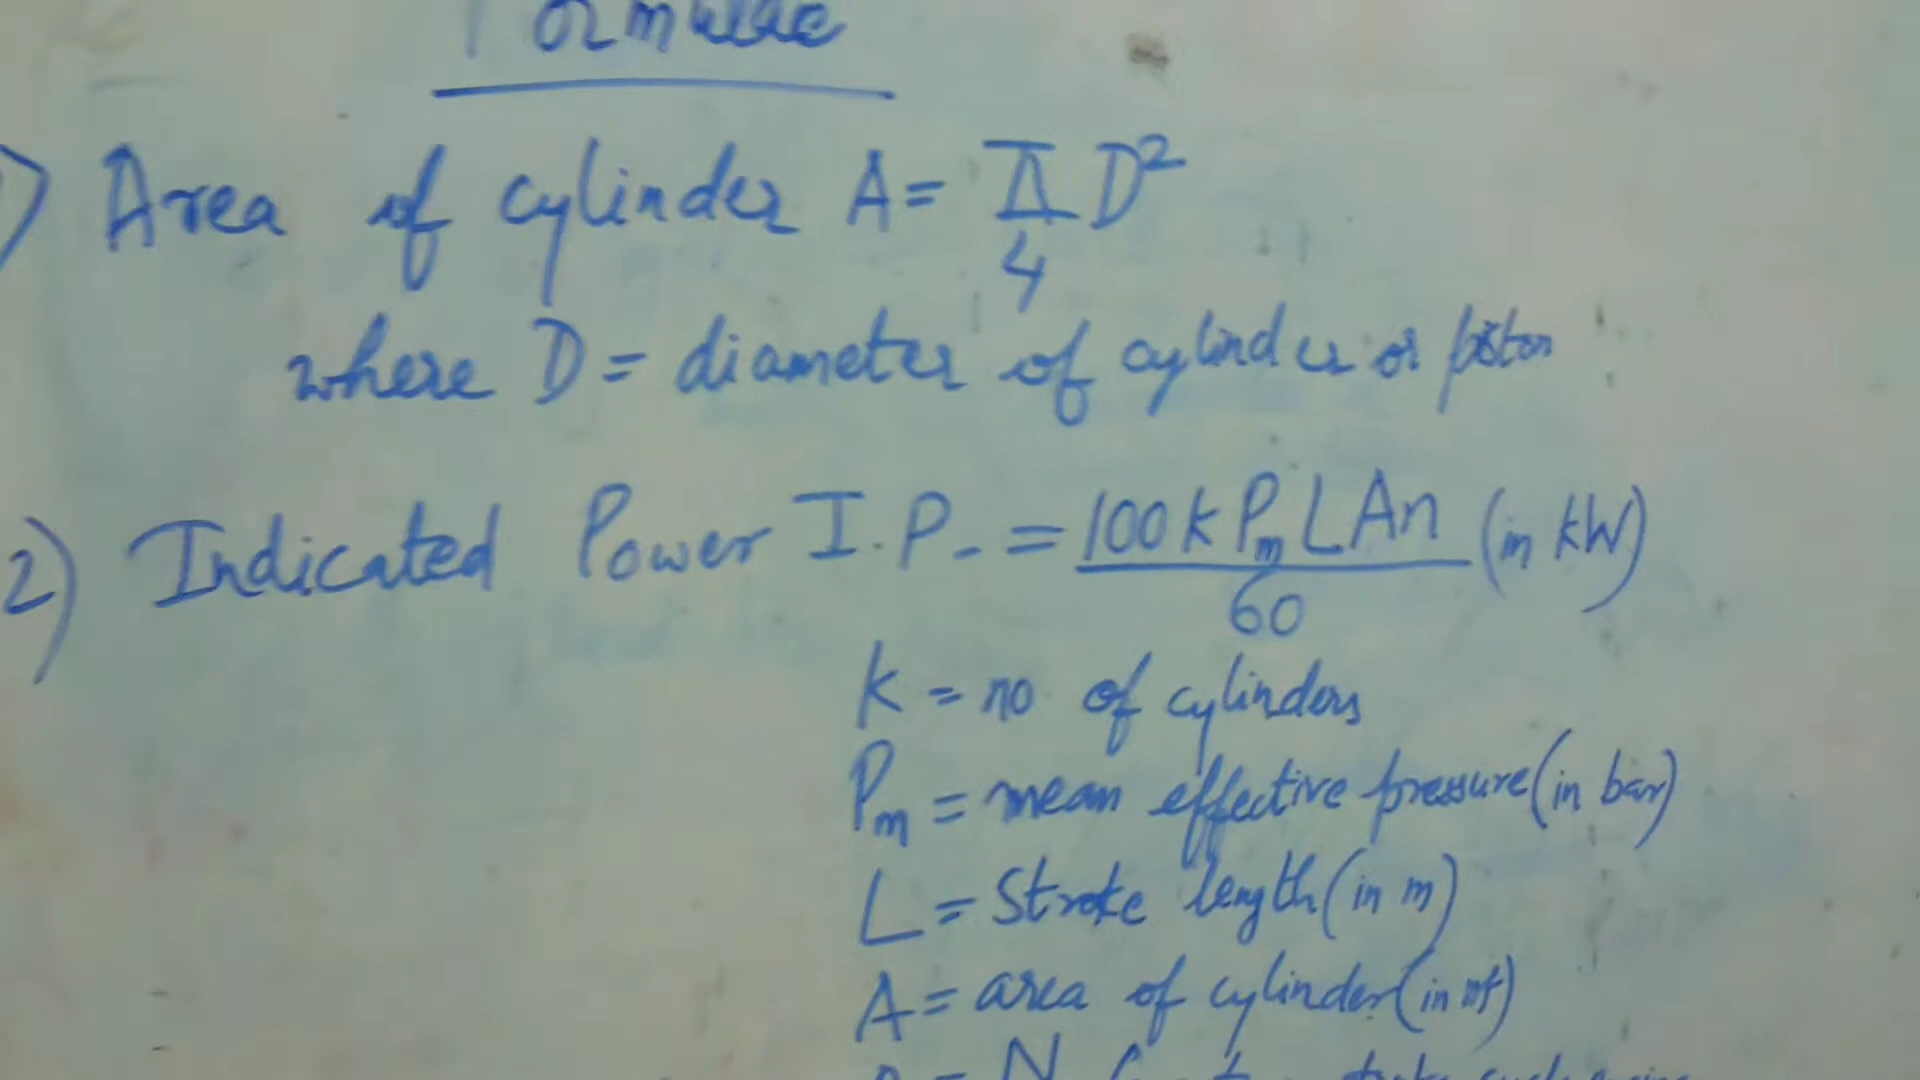 Formulae
1) Area of cylinder A = π/4 D²
where D = diameter of cylinder or piston
2) Indicated Power I.P. = 100 k Pm L A n / 60 (in kW)
k = no of cylinders
Pm = mean effective pressure (in bar)
L = Stroke length (in m)
A = area of cylinder (in m²)
n = N